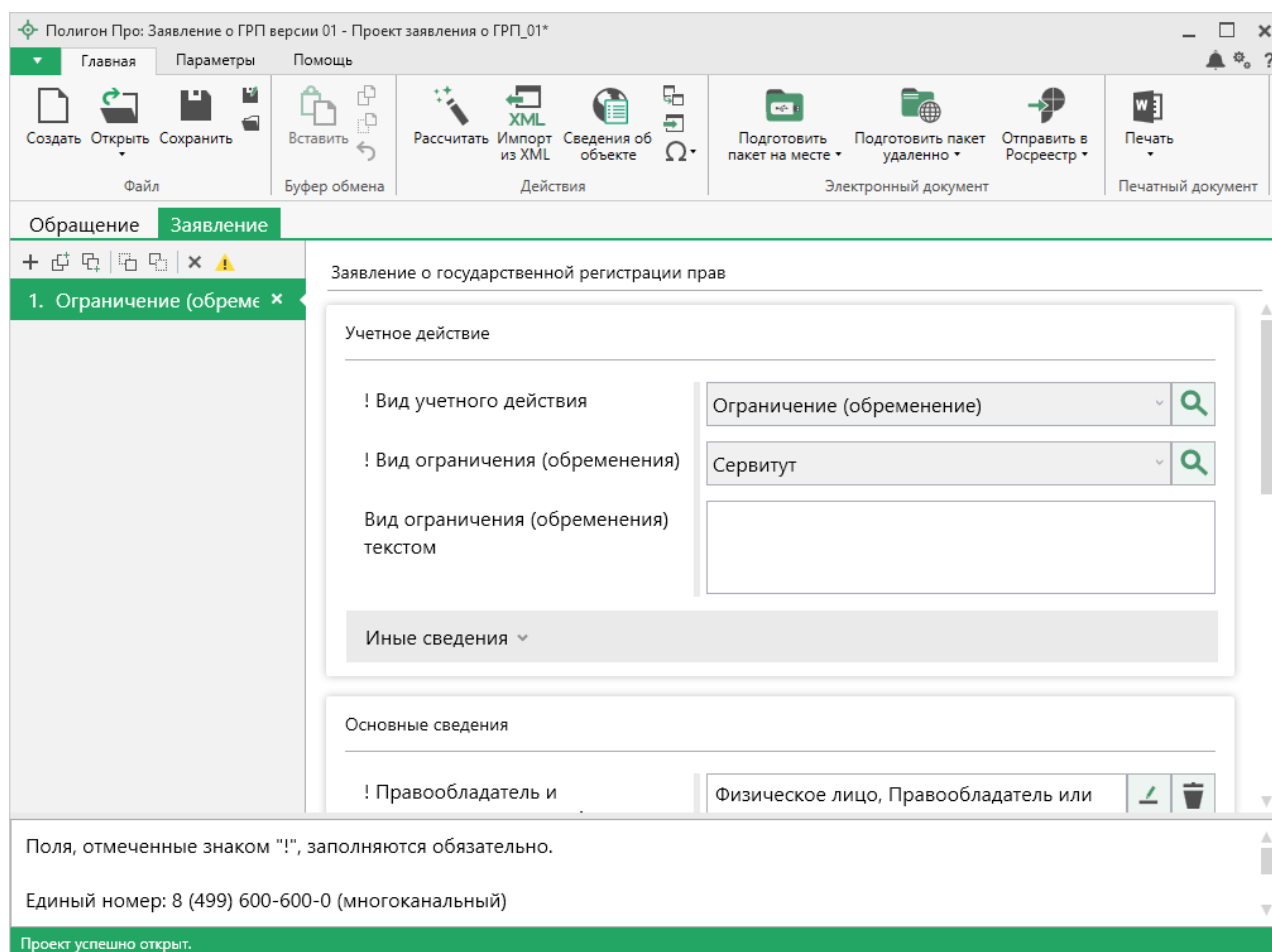 Полигон Про: Заявление о ГРП версии 01 - Проект заявления о ГРП_01*
Главная Параметры Помощь
Создать Открыть Сохранить Вставить Рассчитать Импорт из XML Сведения об объекте Подготовить пакет на месте Подготовить пакет удаленно Отправить в Росреестр Печать
Файл Буфер обмена Действия Электронный документ Печатный документ
Обращение Заявление
Заявление о государственной регистрации прав
1. Ограничение (обреме
Учетное действие
! Вид учетного действия Ограничение (обременение)
! Вид ограничения (обременения) Сервитут
Вид ограничения (обременения)
текстом
Иные сведения
Основные сведения
! Правообладатель и Физическое лицо, Правообладатель или
Поля, отмеченные знаком "!", заполняются обязательно.
Единый номер: 8 (499) 600-600-0 (многоканальный)
Проект успешно открыт.